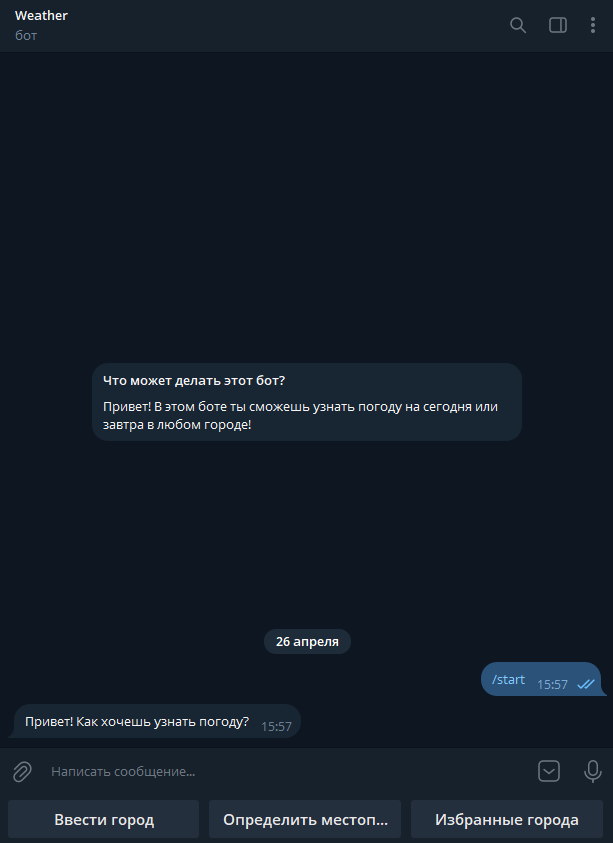 Weather
бот
Что может делать этот бот?
Привет! В этом боте ты сможешь узнать погоду на сегодня или
завтра в любом городе!
26 апреля
/start 15:57
Привет! Как хочешь узнать погоду? 15:57
Написать сообщение...
Ввести город
Определить местоп...
Избранные города